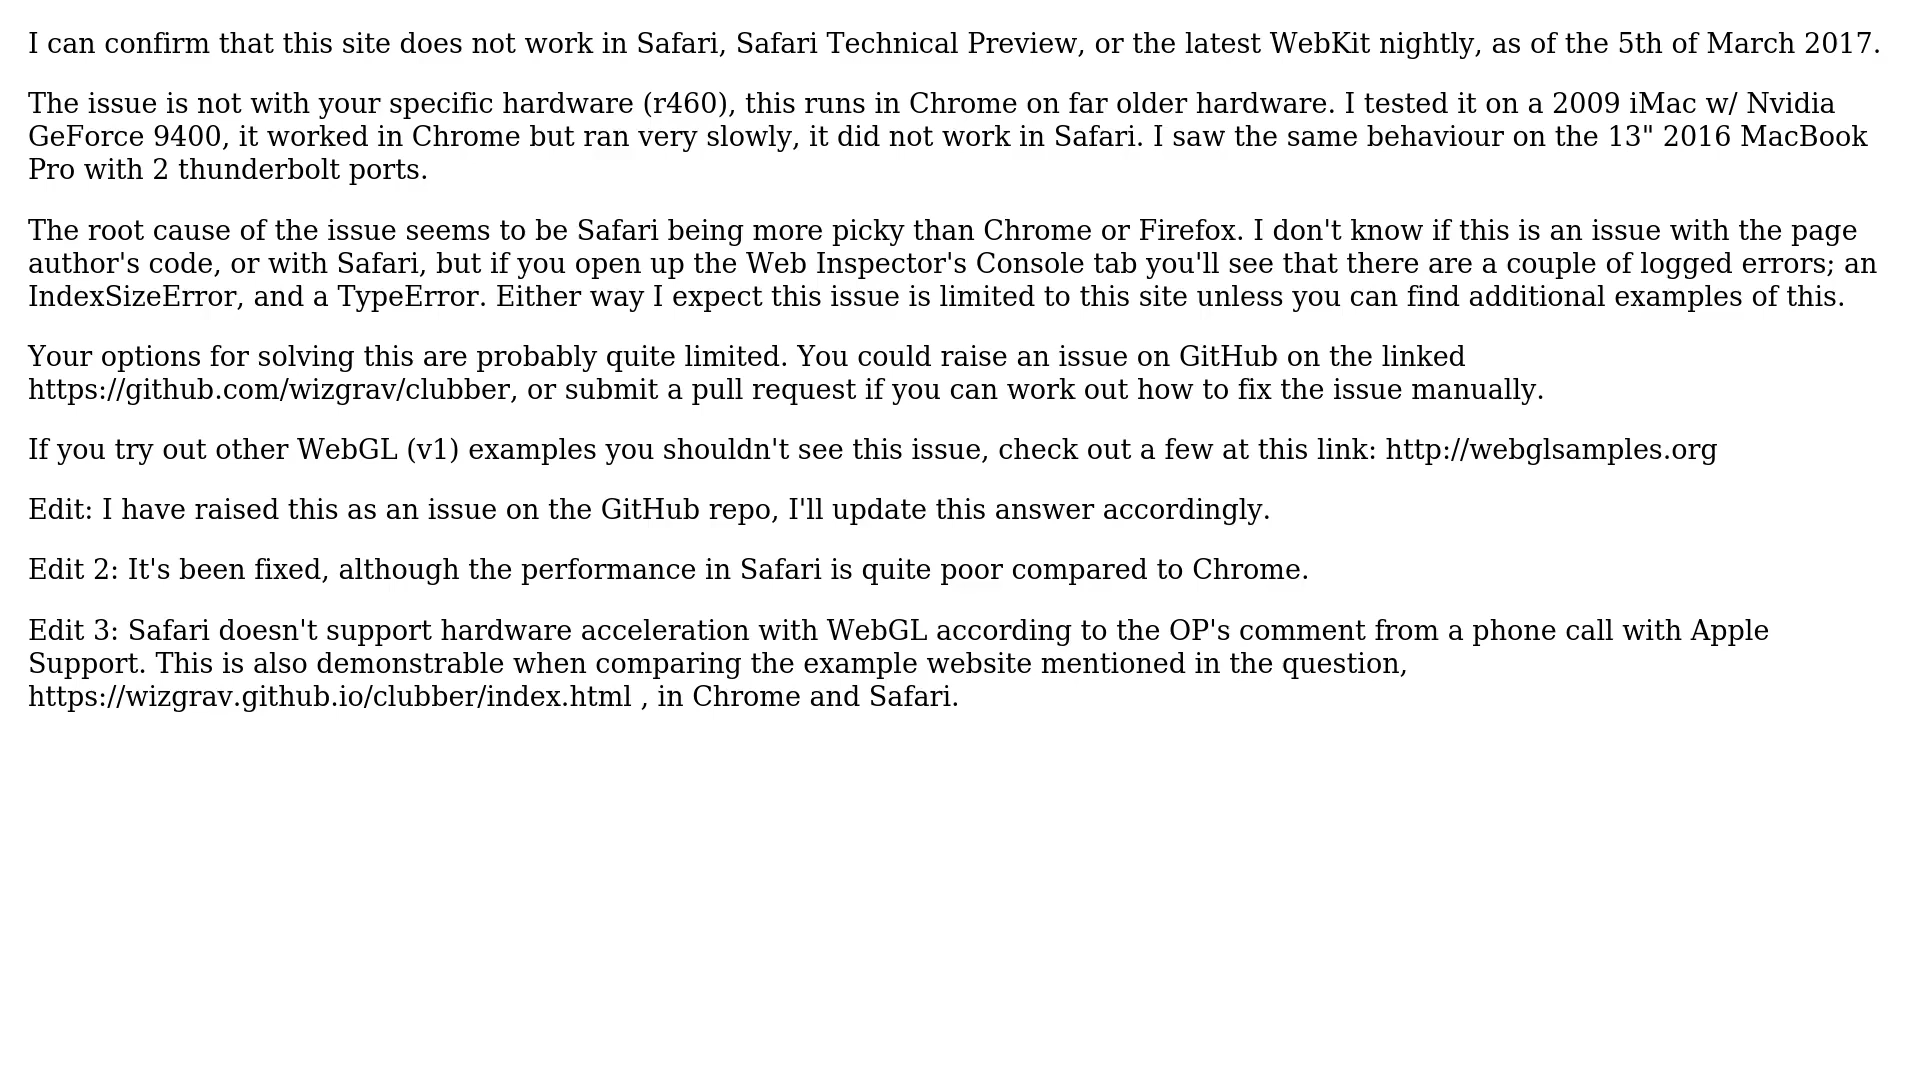 I can confirm that this site does not work in Safari, Safari Technical Preview, or the latest WebKit nightly, as of the 5th of March 2017.
The issue is not with your specific hardware (r460), this runs in Chrome on far older hardware. I tested it on a 2009 iMac w/ Nvidia
GeForce 9400, it worked in Chrome but ran very slowly, it did not work in Safari. I saw the same behaviour on the 13" 2016 MacBook
Pro with 2 thunderbolt ports.
The root cause of the issue seems to be Safari being more picky than Chrome or Firefox. I don't know if this is an issue with the page
author's code, or with Safari, but if you open up the Web Inspector's Console tab you'll see that there are a couple of logged errors; an
IndexSizeError, and a TypeError. Either way I expect this issue is limited to this site unless you can find additional examples of this.
Your options for solving this are probably quite limited. You could raise an issue on GitHub on the linked
https://github.com/wizgrav/clubber, or submit a pull request if you can work out how to fix the issue manually.
If you try out other WebGL (v1) examples you shouldn't see this issue, check out a few at this link: http://webglsamples.org
Edit: I have raised this as an issue on the GitHub repo, I'll update this answer accordingly.
Edit 2: It's been fixed, although the performance in Safari is quite poor compared to Chrome.
Edit 3: Safari doesn't support hardware acceleration with WebGL according to the OP's comment from a phone call with Apple
Support. This is also demonstrable when comparing the example website mentioned in the question,
https://wizgrav.github.io/clubber/index.html , in Chrome and Safari.